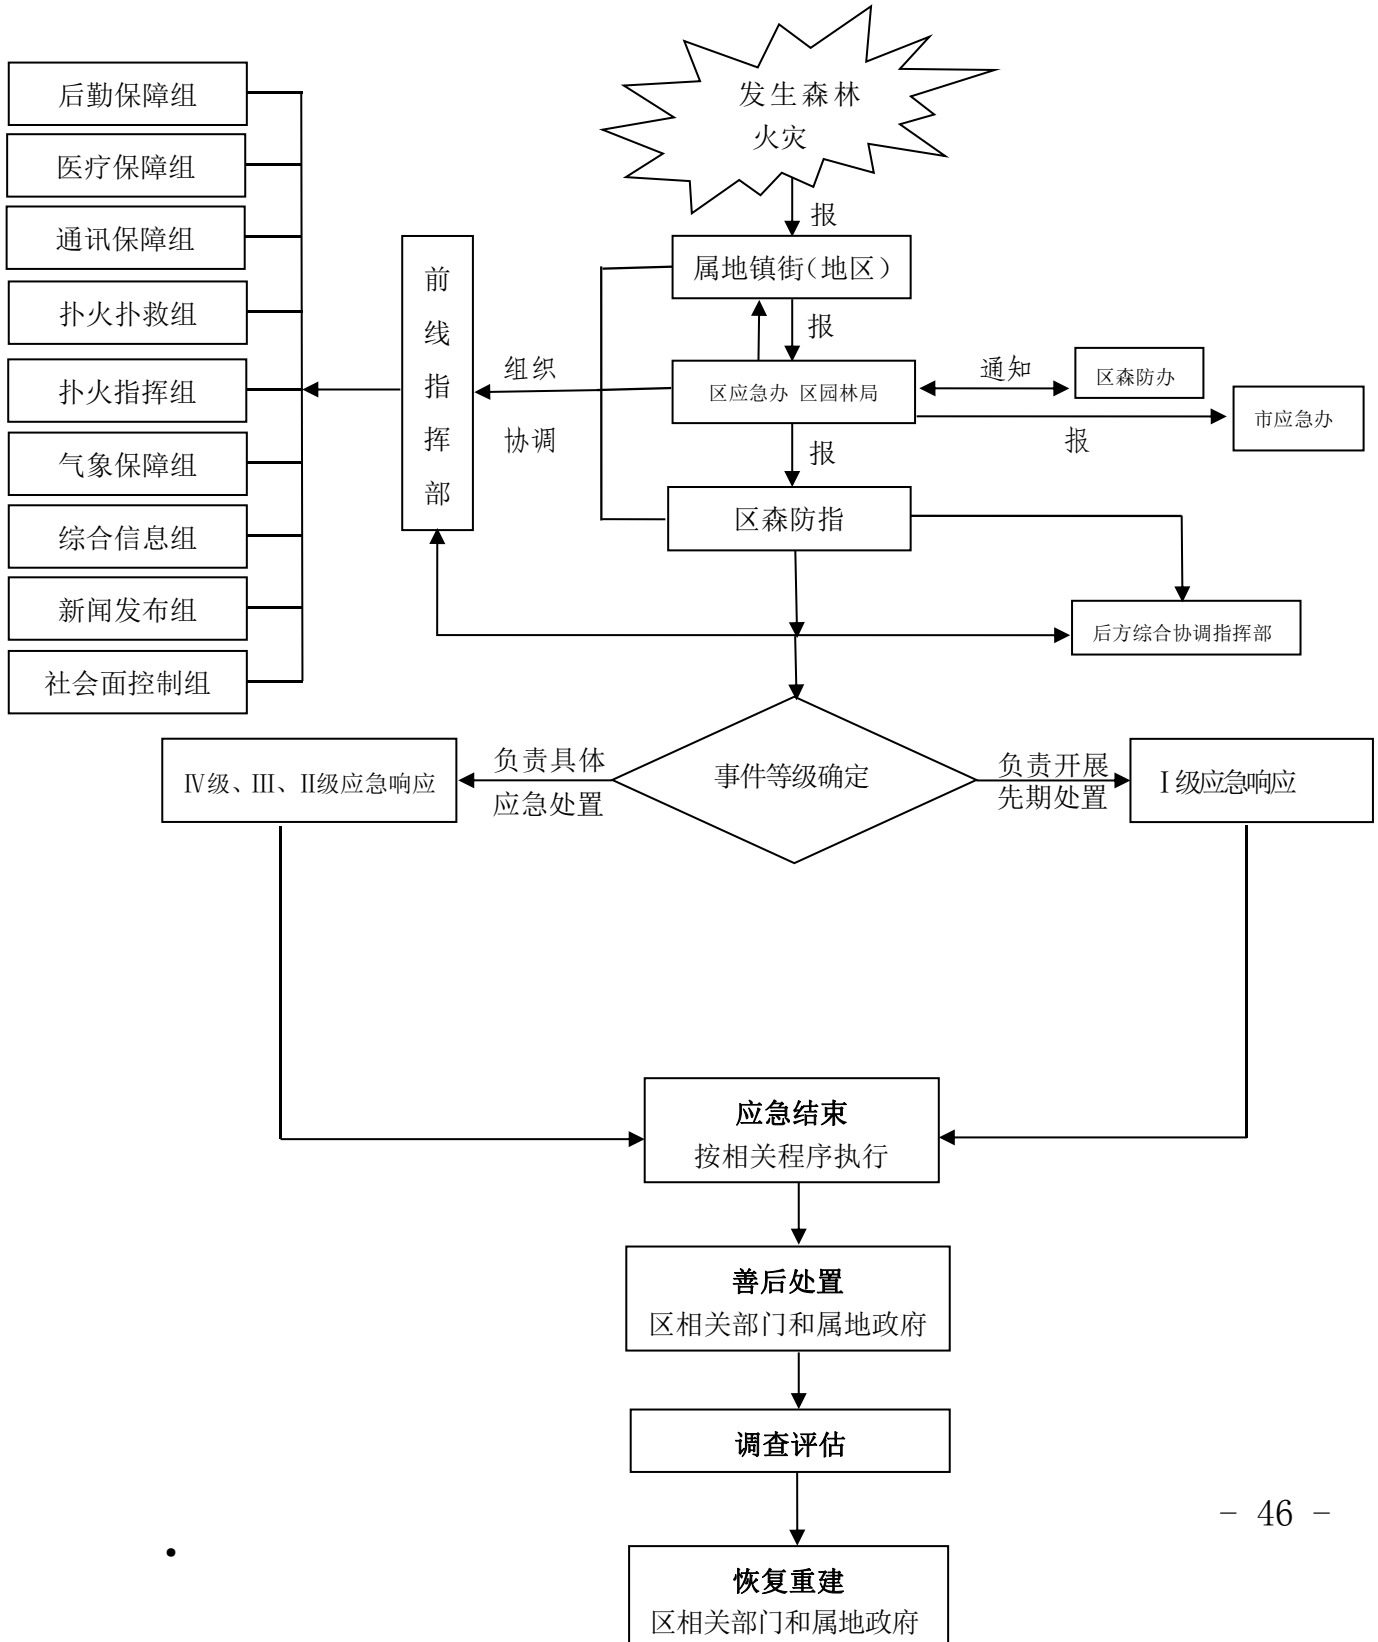 发生森林
火灾
报
属地镇街（地区）
报
区应急办 区园林局
通知
区森防办
报
市应急办
报
区森防指
后方综合协调指挥部
组织
协调
前
线
指
挥
部
后勤保障组
医疗保障组
通讯保障组
扑火扑救组
扑火指挥组
气象保障组
综合信息组
新闻发布组
社会面控制组
事件等级确定
负责具体
应急处置
Ⅳ级、Ⅲ、Ⅱ级应急响应
负责开展
先期处置
Ⅰ级应急响应
应急结束
按相关程序执行
善后处置
区相关部门和属地政府
调查评估
恢复重建
区相关部门和属地政府
- 46 -